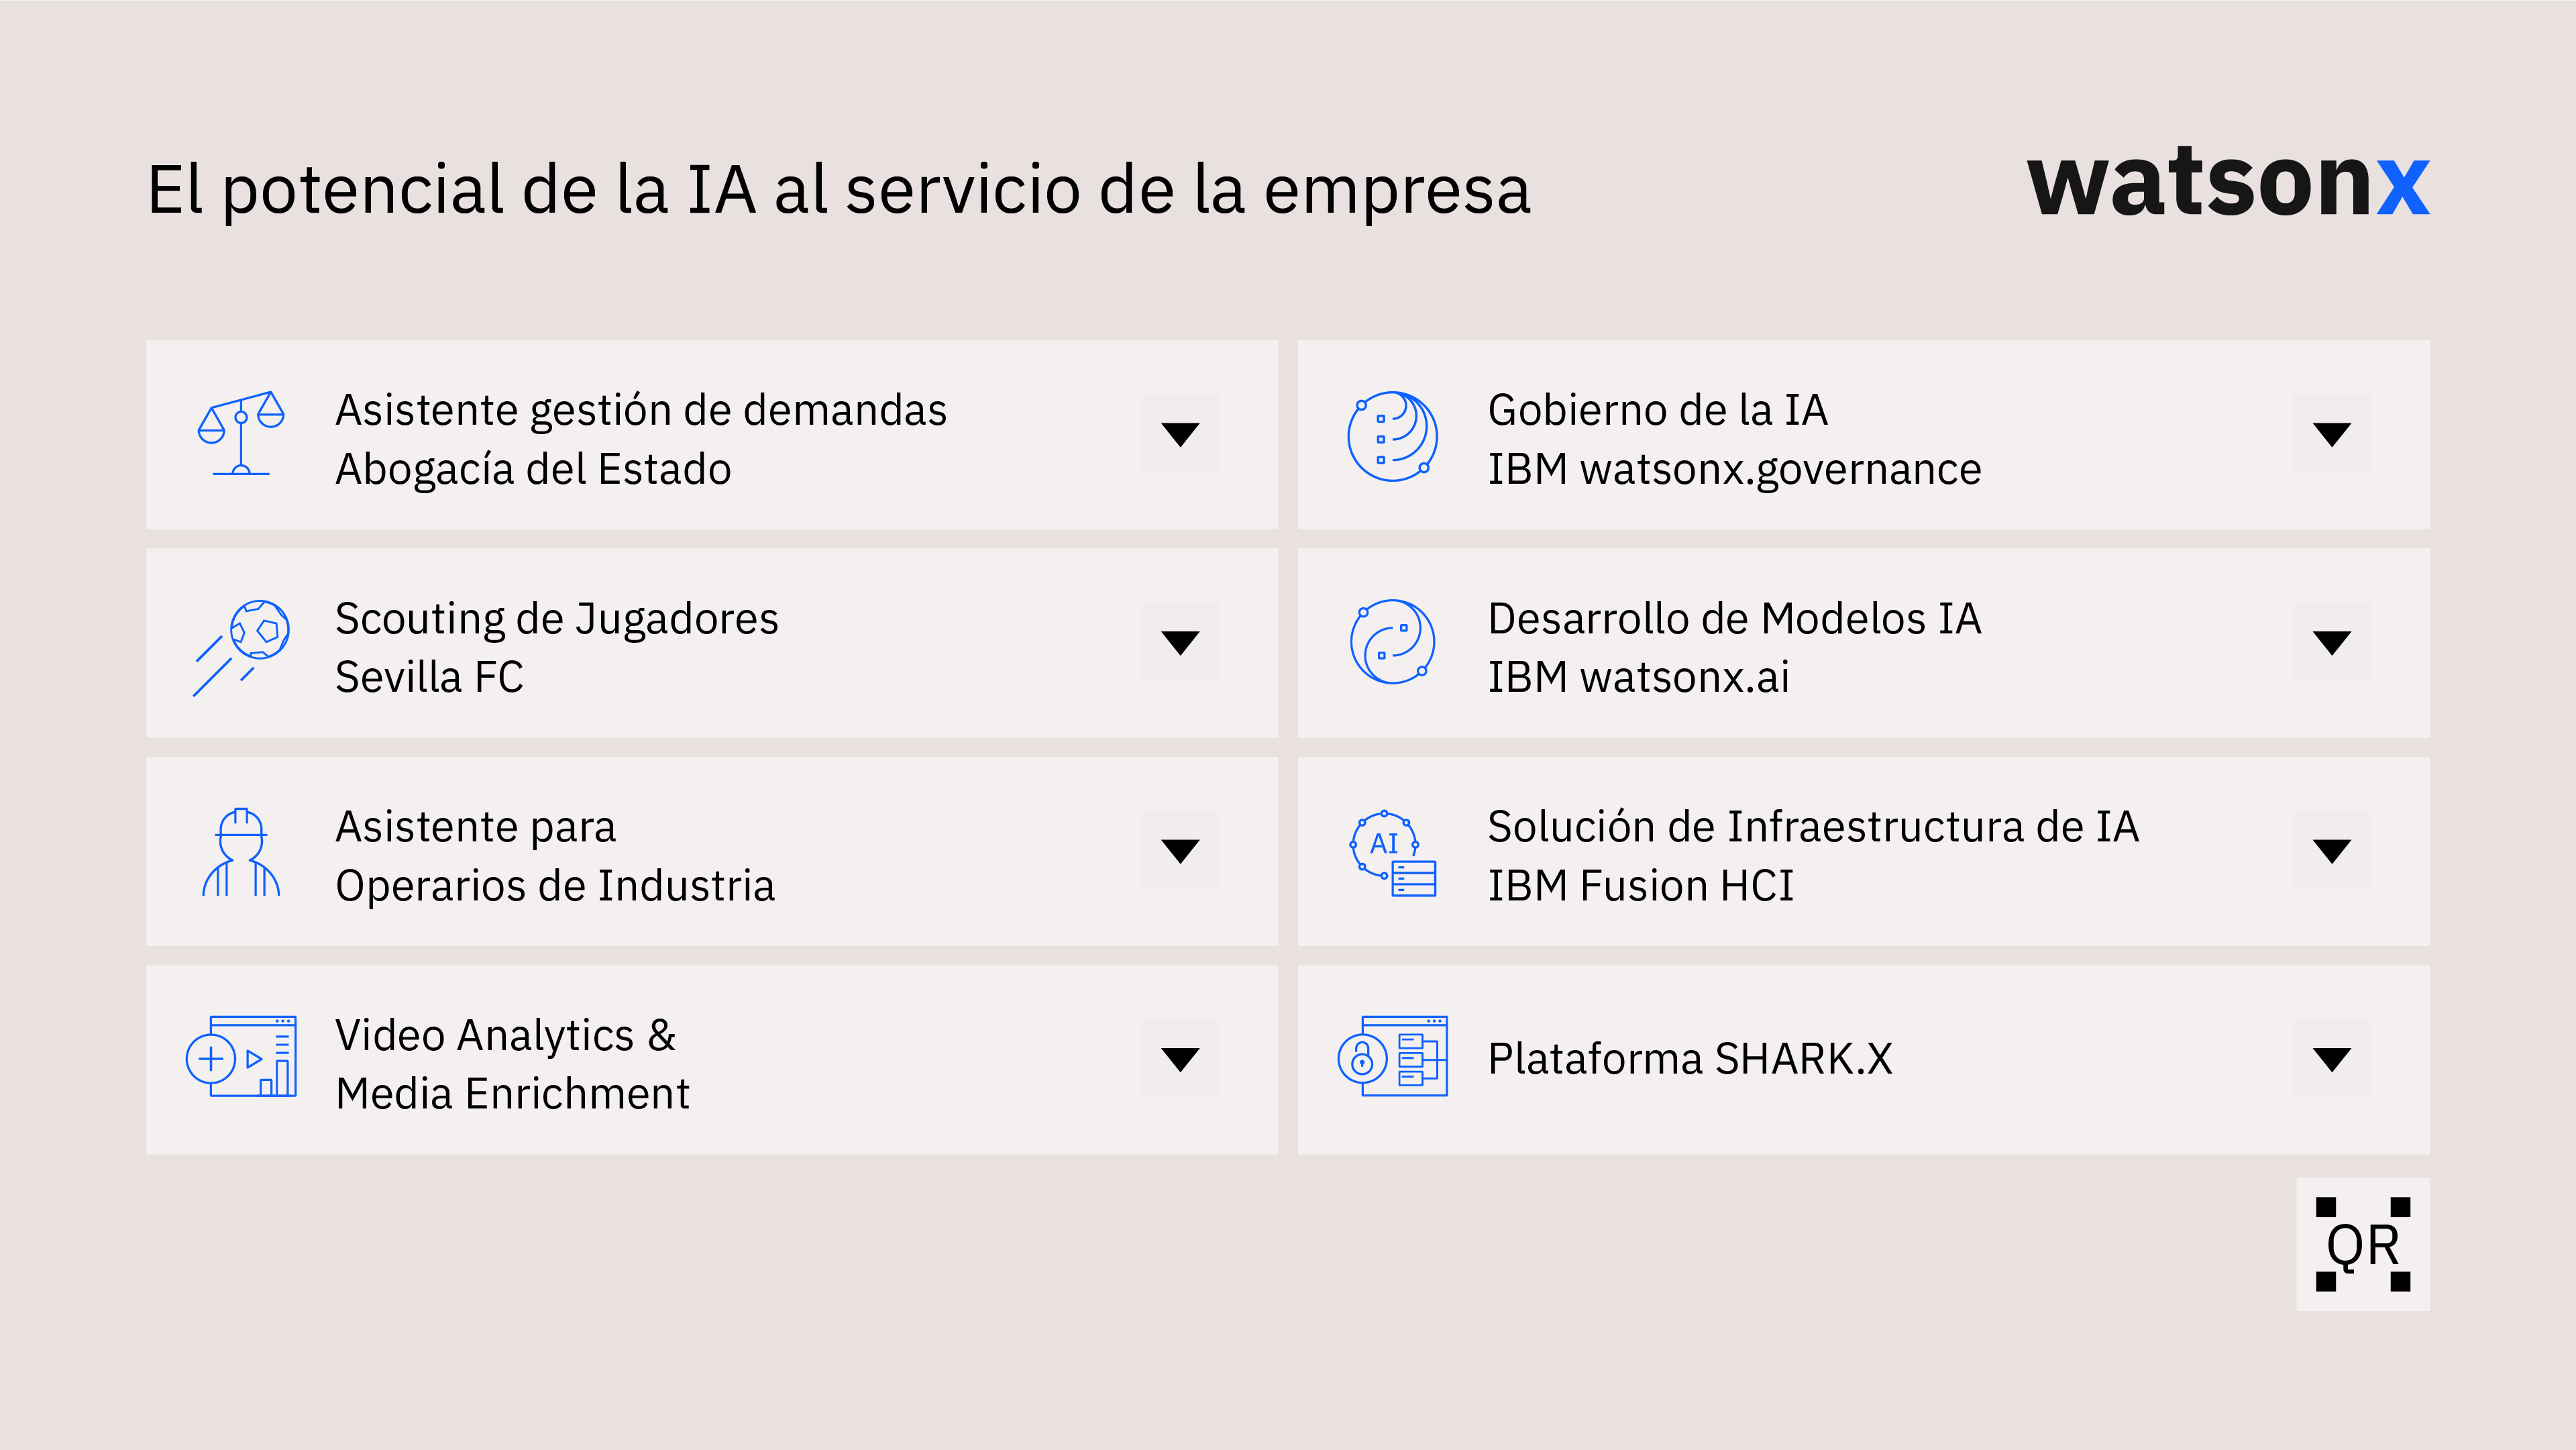 El potencial de la IA al servicio de la empresa
watsonx
Asistente gestión de demandas
Abogacía del Estado
Scouting de Jugadores
Sevilla FC
Asistente para
Operarios de Industria
Video Analytics &
Media Enrichment
Gobierno de la IA
IBM watsonx.governance
Desarrollo de Modelos IA
IBM watsonx.ai
AI
Solución de Infraestructura de IA
IBM Fusion HCI
Plataforma SHARK.X
QR